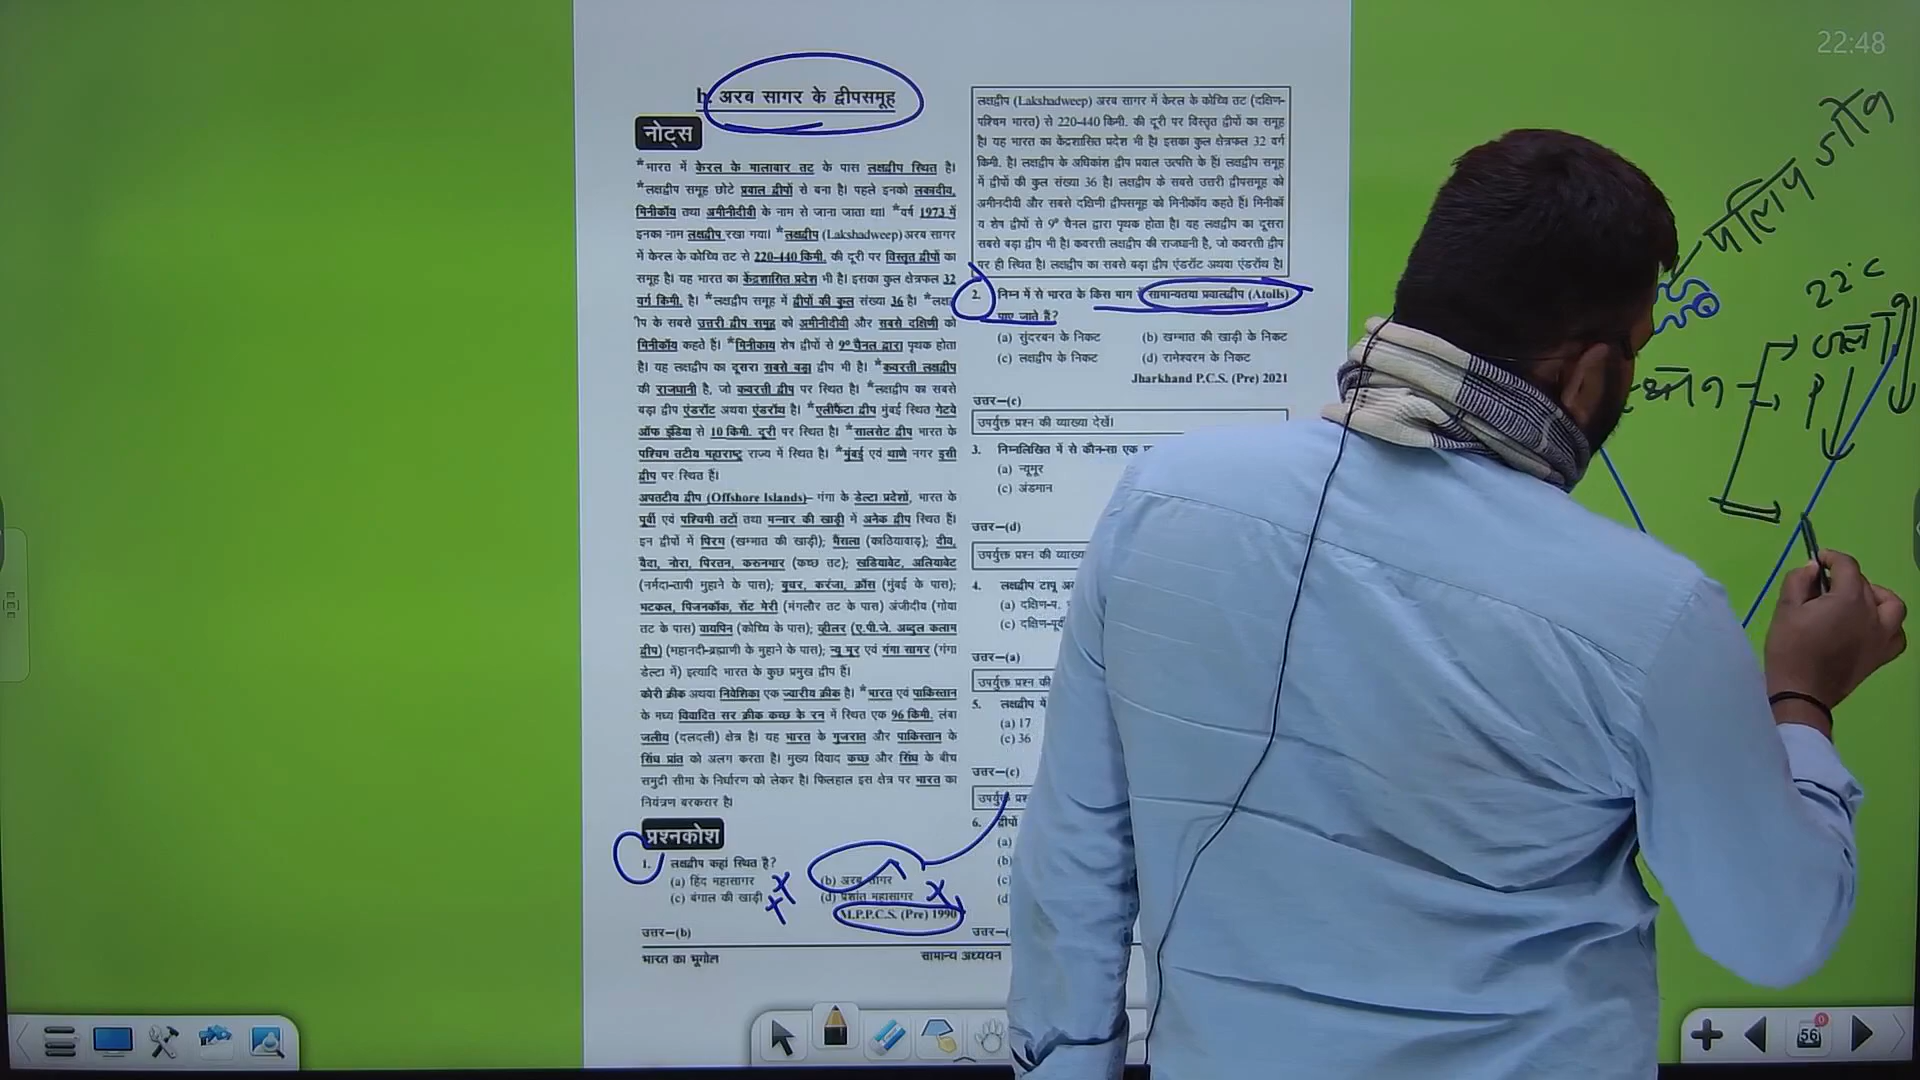 22:48
b. अरब सागर के द्वीपसमूह
नोट्स
*भारत में केरल के मालाबार तट के पास लक्षद्वीप स्थित है।
*लक्षद्वीप समूह छोटे प्रवाल द्वीपों से बना है। पहले इनको लकादीव,
मिनीकॉय तथा अमीनीदीवी के नाम से जाना जाता था। *वर्ष 1973 में
इनका नाम लक्षद्वीप रखा गया। *लक्षद्वीप (Lakshadweep) अरब सागर
में केरल के कोच्चि तट से 220-440 किमी. की दूरी पर विस्तृत द्वीपों का
समूह है। यह भारत का केंद्रशासित प्रदेश भी है। इसका कुल क्षेत्रफल 32
वर्ग किमी. है। *लक्षद्वीप समूह में द्वीपों की कुल संख्या 36 है। *लक्ष
ीप के सबसे उत्तरी द्वीप समूह को अमीनीदीवी और सबसे दक्षिणी को
मिनीकॉय कहते हैं। *मिनीकाय शेष द्वीपों से 9° चैनल द्वारा पृथक होता
है। यह लक्षद्वीप का दूसरा सबसे बड़ा द्वीप भी है। *कवरत्ती लक्षद्वीप
की राजधानी है, जो कवरत्ती द्वीप पर स्थित है। *लक्षद्वीप का सबसे
बड़ा द्वीप एंडरॉट अथवा एंडरॉथ है। *एलीफैंटा द्वीप मुंबई स्थित गेटवे
ऑफ इंडिया से 10 किमी. दूरी पर स्थित है। *सालसेट द्वीप भारत के
पश्चिम तटीय महाराष्ट्र राज्य में स्थित है। *मुंबई एवं थाणे नगर इसी
द्वीप पर स्थित हैं।
अपतटीय द्वीप (Offshore Islands)– गंगा के डेल्टा प्रदेशों, भारत के
पूर्वी एवं पश्चिमी तटों तथा मन्नार की खाड़ी में अनेक द्वीप स्थित हैं।
इन द्वीपों में पिरम (खम्भात की खाड़ी); भैंसला (काठियावाड़); दीव,
वैदा, नोरा, पिरतन, करुनभार (कच्छ तट); खडियाबेट, अलियाबेट
(नर्मदा-तापी मुहाने के पास); बुचर, करंजा, क्रॉस (मुंबई के पास);
भटकल, पिजनकॉक, सेंट मेरी (मंगलौर तट के पास) अंजीदीव (गोवा
तट के पास) वायपिन (कोच्चि के पास); व्हीलर (ए.पी.जे. अब्दुल कलाम
द्वीप) (महानदी-ब्राह्मणी के मुहाने के पास); न्यू मूर एवं गंगा सागर (गंगा
डेल्टा में) इत्यादि भारत के कुछ प्रमुख द्वीप हैं।
कोरी क्रीक अथवा निवेशिका एक ज्वारीय क्रीक है। *भारत एवं पाकिस्तान
के मध्य विवादित सर क्रीक कच्छ के रन में स्थित एक 96 किमी. लंबा
जलीय (दलदली) क्षेत्र है। यह भारत के गुजरात और पाकिस्तान के
सिंध प्रांत को अलग करता है। मुख्य विवाद कच्छ और सिंध के बीच
समुद्री सीमा के निर्धारण को लेकर है। फिलहाल इस क्षेत्र पर भारत का
नियंत्रण बरकरार है।
प्रश्नकोश
1. लक्षद्वीप कहां स्थित है?
(a) हिंद महासागर (b) अरब सागर
(c) बंगाल की खाड़ी (d) प्रशांत महासागर
M.P.P.C.S. (Pre) 1990
उत्तर–(b)
भारत का भूगोल सामान्य अध्ययन
लक्षद्वीप (Lakshadweep) अरब सागर में केरल के कोच्चि तट (दक्षिण-
पश्चिम भारत) से 220-440 किमी. की दूरी पर विस्तृत द्वीपों का समूह
है। यह भारत का केंद्रशासित प्रदेश भी है। इसका कुल क्षेत्रफल 32 वर्ग
किमी. है। लक्षद्वीप के अधिकांश द्वीप प्रवाल उत्पत्ति के हैं। लक्षद्वीप समूह
में द्वीपों की कुल संख्या 36 है। लक्षद्वीप के सबसे उत्तरी द्वीपसमूह को
अमीनदीवी और सबसे दक्षिणी द्वीपसमूह को मिनीकॉय कहते हैं। मिनीकॉ
य शेष द्वीपों से 9° चैनल द्वारा पृथक होता है। यह लक्षद्वीप का दूसरा
सबसे बड़ा द्वीप भी है। कवरत्ती लक्षद्वीप की राजधानी है, जो कवरत्ती द्वीप
पर ही स्थित है। लक्षद्वीप का सबसे बड़ा द्वीप एंडरॉट अथवा एंडरॉथ है।
2. निम्न में से भारत के किस भाग में सामान्यतया प्रवालद्वीप (Atolls)
पाए जाते हैं?
(a) सुंदरबन के निकट (b) खम्भात की खाड़ी के निकट
(c) लक्षद्वीप के निकट (d) रामेश्वरम के निकट
Jharkhand P.C.S. (Pre) 2021
उत्तर–(c)
उपर्युक्त प्रश्न की व्याख्या देखें।
3. निम्नलिखित में से कौन-सा एक
(a) न्यूमूर
(c) अंडमान
उत्तर–(d)
उपर्युक्त प्रश्न की व्याख्या
4. लक्षद्वीप टापू
(a) दक्षिण-प.
(c) दक्षिण-पूर्व
उत्तर–(a)
उपर्युक्त प्रश्न की
5. लक्षद्वीप में
(a) 17
(c) 36
उत्तर–(c)
उपर्युक्त प्रश्न
6. द्वीपों
(a)
(b)
(c)
(d)
उत्तर–
22°C
56
0